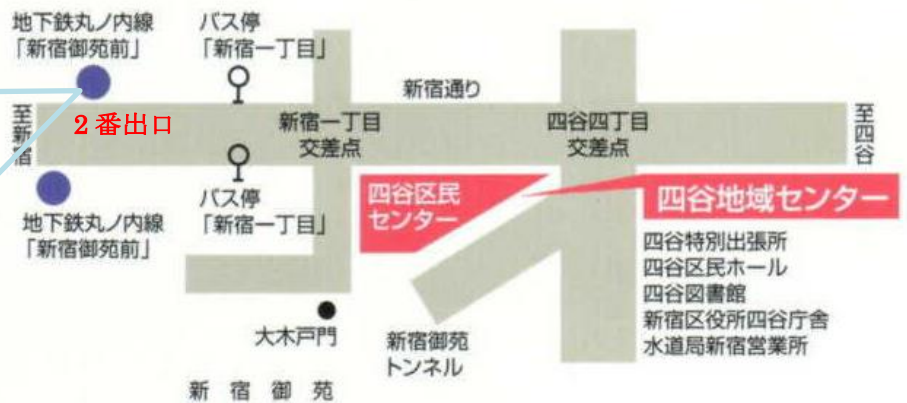 地下鉄丸ノ内線
「新宿御苑前」
バス停
「新宿一丁目」
新宿通り
至新宿
2番出口
新宿一丁目
交差点
四谷四丁目
交差点
至四谷
地下鉄丸ノ内線
「新宿御苑前」
バス停
「新宿一丁目」
四谷区民
センター
四谷地域センター
四谷特別出張所
四谷区民ホール
四谷図書館
新宿区役所四谷庁舎
水道局新宿営業所
大木戸門
新宿御苑
トンネル
新宿御苑